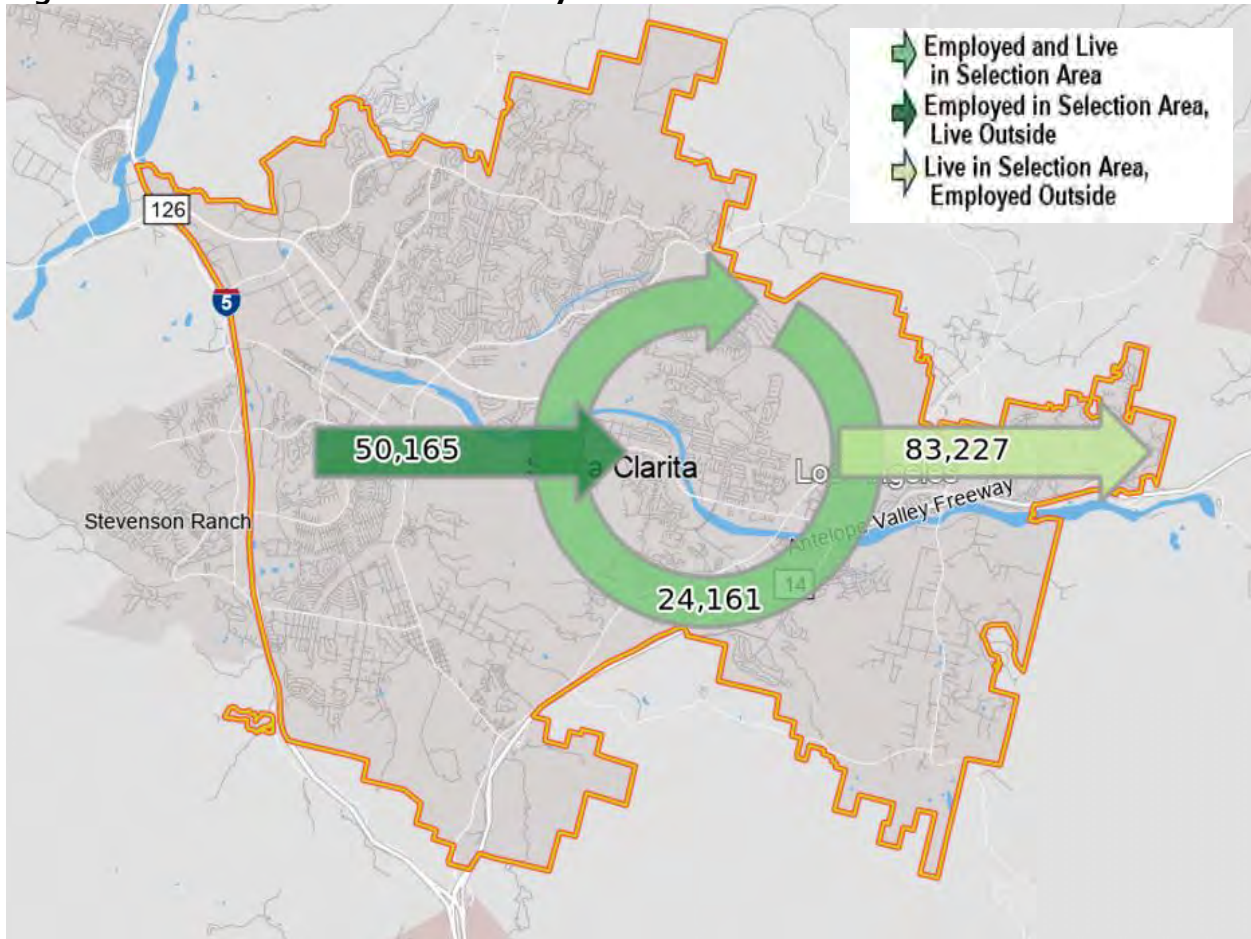 Employed and Live
in Selection Area
Employed in Selection Area,
Live Outside
Live in Selection Area,
Employed Outside
126
5
50,165
83,227
a Clarita
Stevenson Ranch
Antelope Valley Freeway
14
24,161